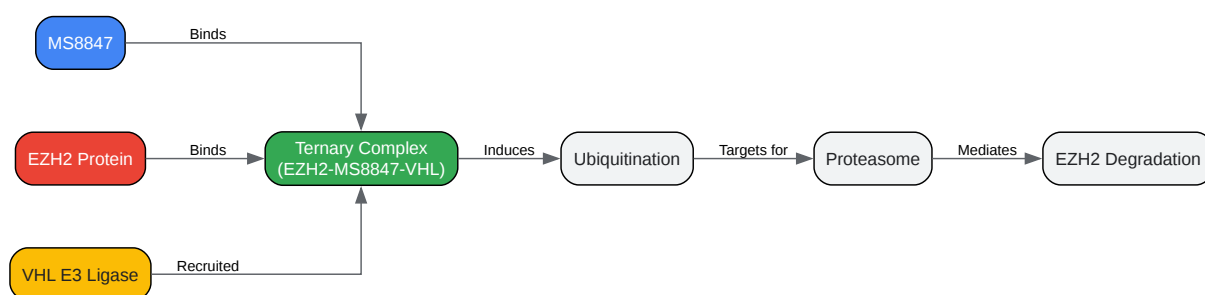 MS8847
Binds
EZH2 Protein
Binds
Ternary Complex
(EZH2-MS8847-VHL)
Induces
Ubiquitination
Targets for
Proteasome
Mediates
EZH2 Degradation
VHL E3 Ligase
Recruited